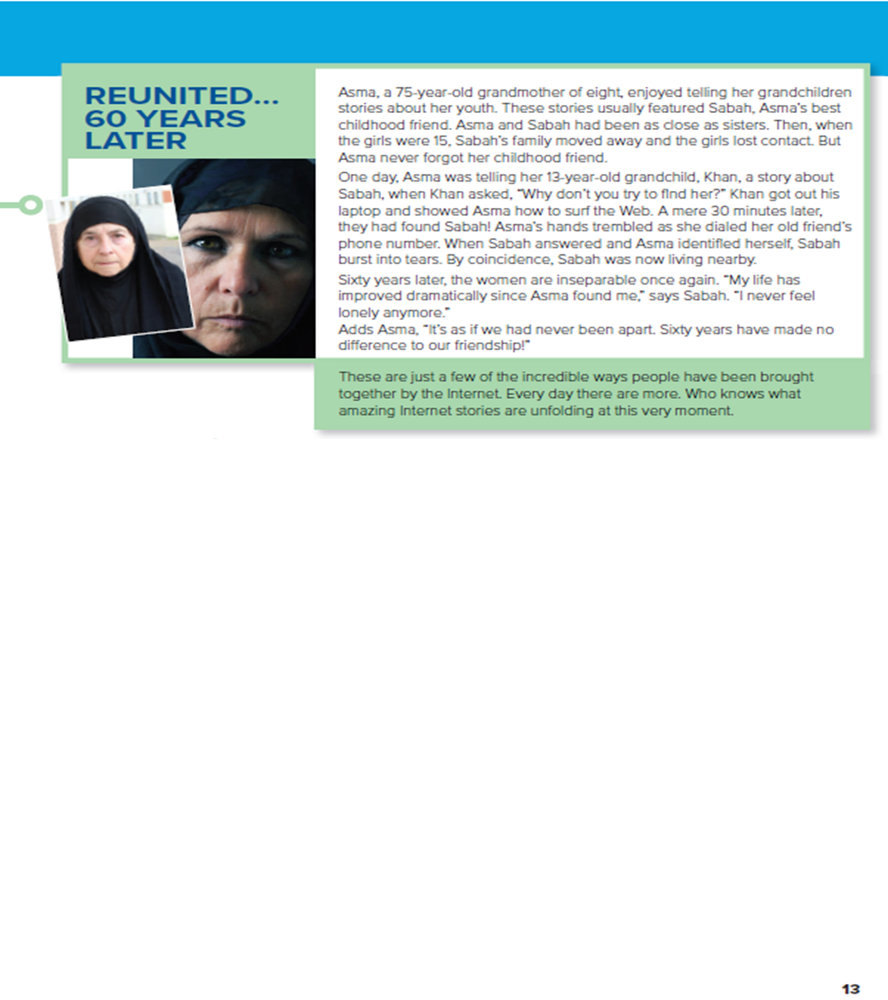 REUNITED...
60 YEARS
LATER
Asma, a 75-year-old grandmother of eight, enjoyed telling her grandchildren
stories about her youth. These stories usually featured Sabah, Asma's best
childhood friend. Asma and Sabah had been as close as sisters. Then, when
the girls were 15, Sabah's family moved away and the girls lost contact. But
Asma never forgot her childhood friend.
One day, Asma was telling her 13-year-old grandchild, Khan, a story about
Sabah, when Khan asked, “Why don't you try to find her?” Khan got out his
laptop and showed Asma how to surf the Web. A mere 30 minutes later,
they had found Sabah! Asma's hands trembled as she dialed her old friend's
phone number. When Sabah answered and Asma identified herself, Sabah
burst into tears. By coincidence, Sabah was now living nearby.
Sixty years later, the women are inseparable once again. “My life has
improved dramatically since Asma found me,” says Sabah. “I never feel
lonely anymore.”
Adds Asma, “It's as if we had never been apart. Sixty years have made no
difference to our friendship!”
These are just a few of the incredible ways people have been brought
together by the Internet. Every day there are more. Who knows what
amazing Internet stories are unfolding at this very moment.
13